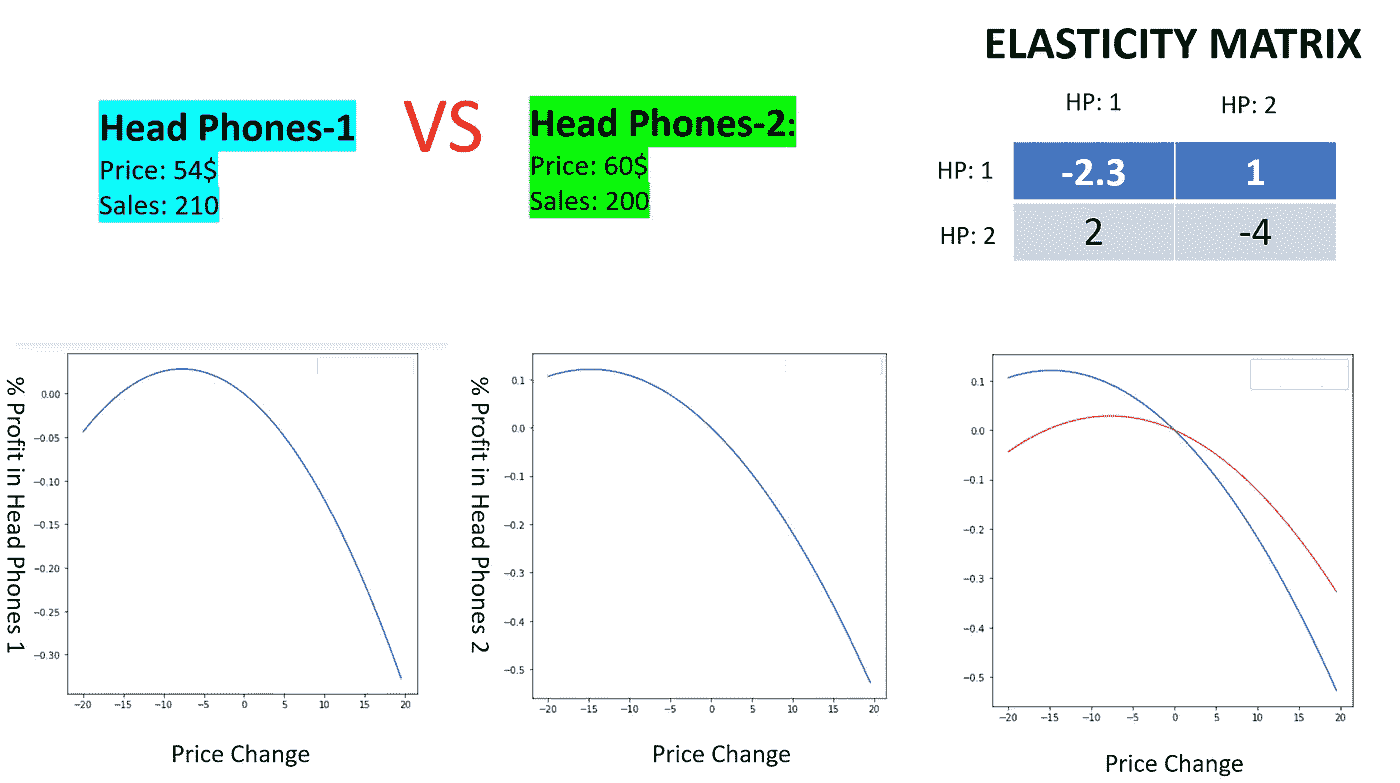 ELASTICITY MATRIX
Head Phones-1
Price: 54$
Sales: 210
VS
Head Phones-2:
Price: 60$
Sales: 200
HP: 1 HP: 2
HP: 1 -2.3 1
HP: 2 2 -4
% Profit in Head Phones 1
0.00
−0.05
−0.10
−0.15
−0.20
−0.25
−0.30
−20 −15 −10 −5 0 5 10 15 20
Price Change
% Profit in Head Phones 2
0.1
0.0
−0.1
−0.2
−0.3
−0.4
−0.5
−20 −15 −10 −5 0 5 10 15 20
Price Change
0.1
0.0
−0.1
−0.2
−0.3
−0.4
−0.5
−20 −15 −10 −5 0 5 10 15 20
Price Change